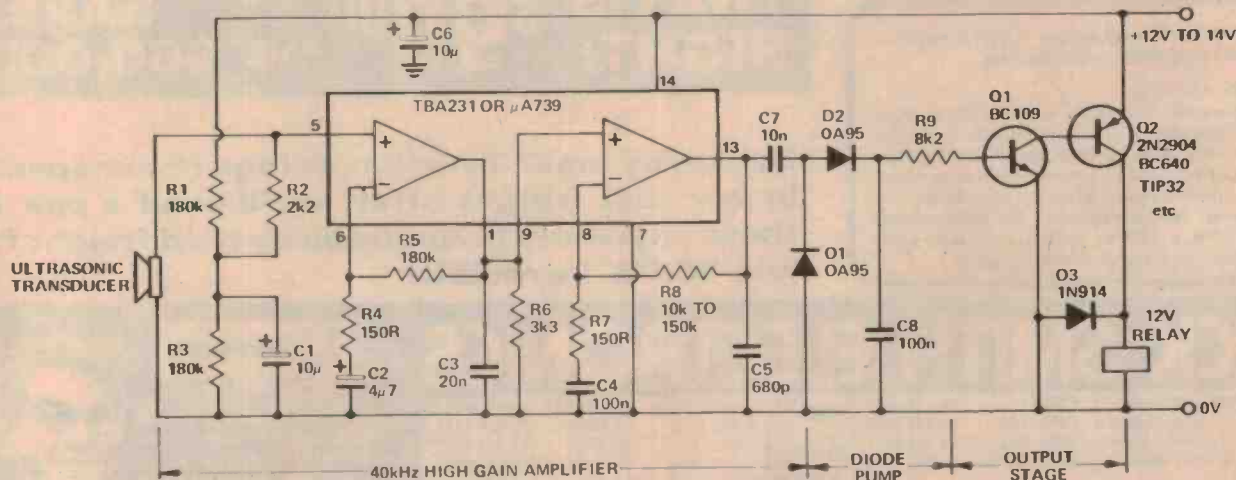 C6
10μ
+12V TO 14V
14
TBA231 OR μA739
5
6
1
9
8
7
13
C7
10n
D2
OA95
R9
8k2
Q1
BC109
Q2
2N2904
BC640
TIP32
etc
R1
180k
R2
2k2
ULTRASONIC
TRANSDUCER
R5
180k
R4
150R
R6
3k3
R7
150R
R8
10k TO
150k
O1
OA95
O3
1N914
12V
RELAY
R3
180k
C1
10μ
C2
4μ7
C3
20n
C4
100n
C5
680p
C8
100n
0V
40kHz HIGH GAIN AMPLIFIER
DIODE
PUMP
OUTPUT
STAGE